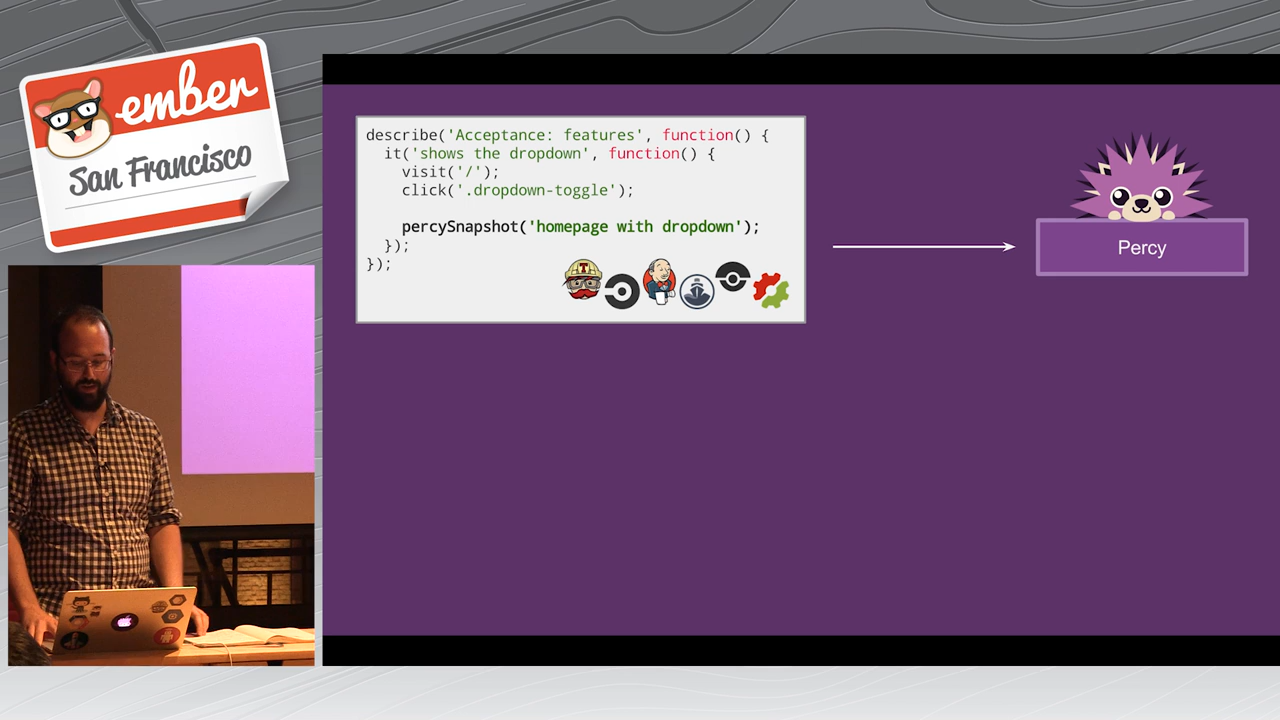 ember
San Francisco
describe('Acceptance: features', function() {
it('shows the dropdown', function() {
visit('/');
click('.dropdown-toggle');
percySnapshot('homepage with dropdown');
});
});
T
Percy